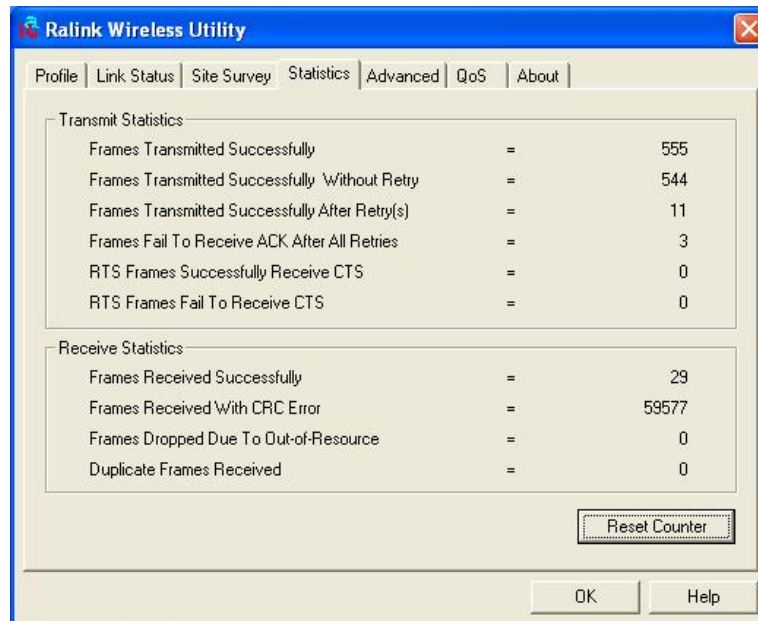 Ralink Wireless Utility
Profile Link Status Site Survey Statistics Advanced QoS About
Transmit Statistics
Frames Transmitted Successfully = 555
Frames Transmitted Successfully Without Retry = 544
Frames Transmitted Successfully After Retry(s) = 11
Frames Fail To Receive ACK After All Retries = 3
RTS Frames Successfully Receive CTS = 0
RTS Frames Fail To Receive CTS = 0
Receive Statistics
Frames Received Successfully = 29
Frames Received With CRC Error = 59577
Frames Dropped Due To Out-of-Resource = 0
Duplicate Frames Received = 0
Reset Counter
OK Help